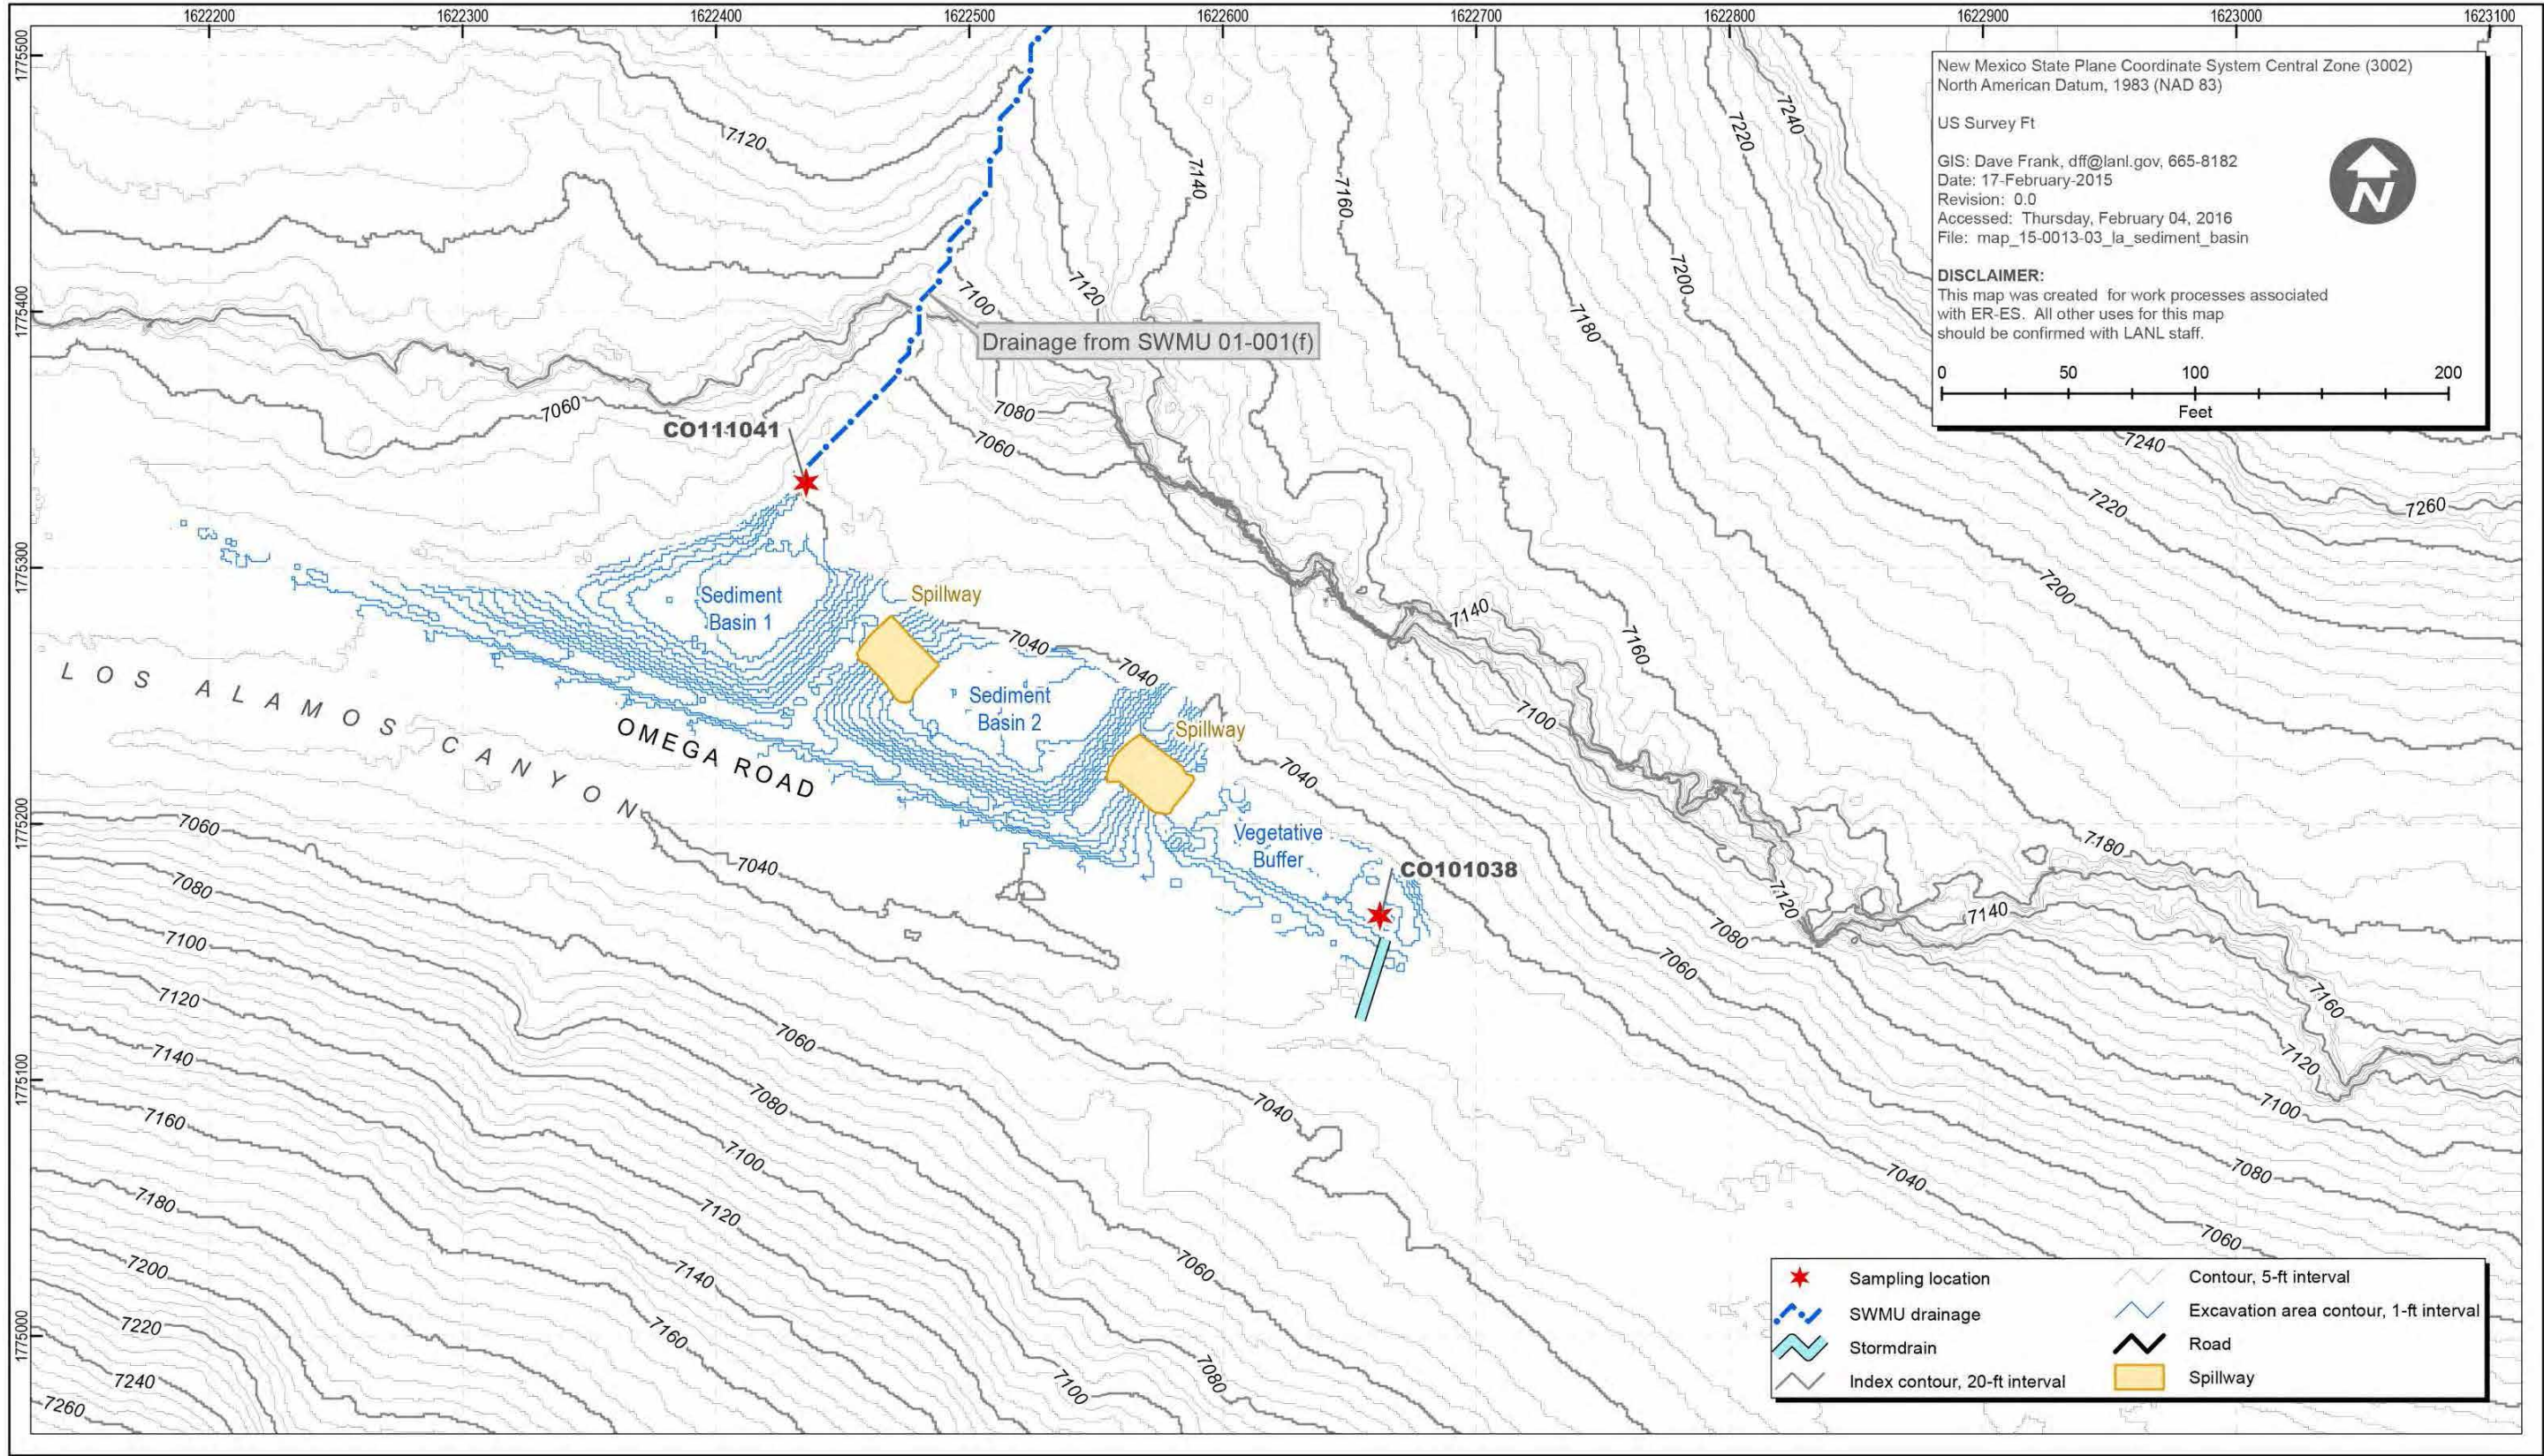 1622200 1622300 1622400 1622500 1622600 1622700 1622800 1622900 1623000 1623100
1775500
1775400
1775300
1775200
1775100
1775000
New Mexico State Plane Coordinate System Central Zone (3002)
North American Datum, 1983 (NAD 83)
US Survey Ft
GIS: Dave Frank, dff@lanl.gov, 665-8182
Date: 17-February-2015
Revision: 0.0
Accessed: Thursday, February 04, 2016
File: map_15-0013-03_la_sediment_basin
N
DISCLAIMER:
This map was created for work processes associated
with ER-ES. All other uses for this map
should be confirmed with LANL staff.
0 50 100 200
Feet
7120
7140
7160
7220
7240
7200
7180
7100
7120
Drainage from SWMU 01-001(f)
7060
7080
7060
CO111041
7240
7260
7220
7200
Sediment
Basin 1
Spillway
7040
7040
7140
7160
Sediment
Basin 2
Spillway
7100
7040
LOS ALAMOS CANYON
OMEGA ROAD
Vegetative
Buffer
CO101038
7180
7120
7140
7080
7060
7160
7120
7100
7080
7060
7040
7060
7040
7080
7100
7120
7140
7160
7180
7200
7220
7240
7260
7060
7080
7100
7120
7140
7160
7040
7060
7080
7100
Sampling location
SWMU drainage
Stormdrain
Index contour, 20-ft interval
Contour, 5-ft interval
Excavation area contour, 1-ft interval
Road
Spillway